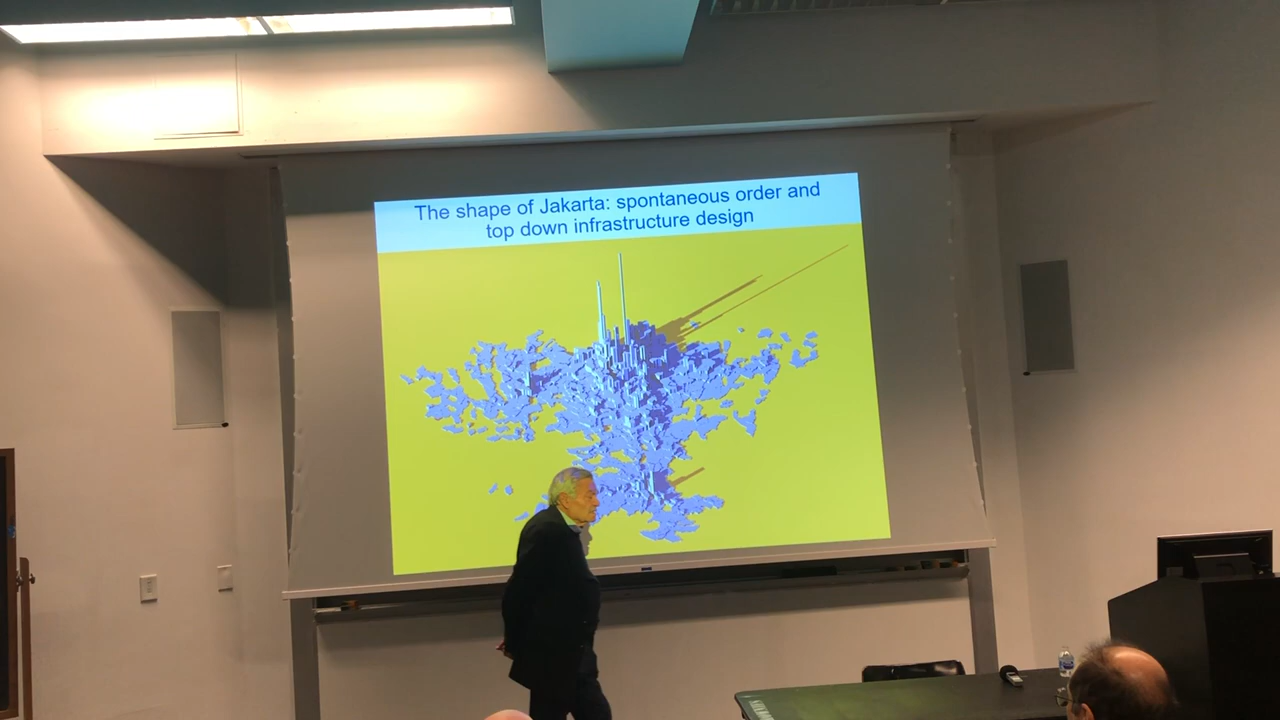 The shape of Jakarta: spontaneous order and
top down infrastructure design